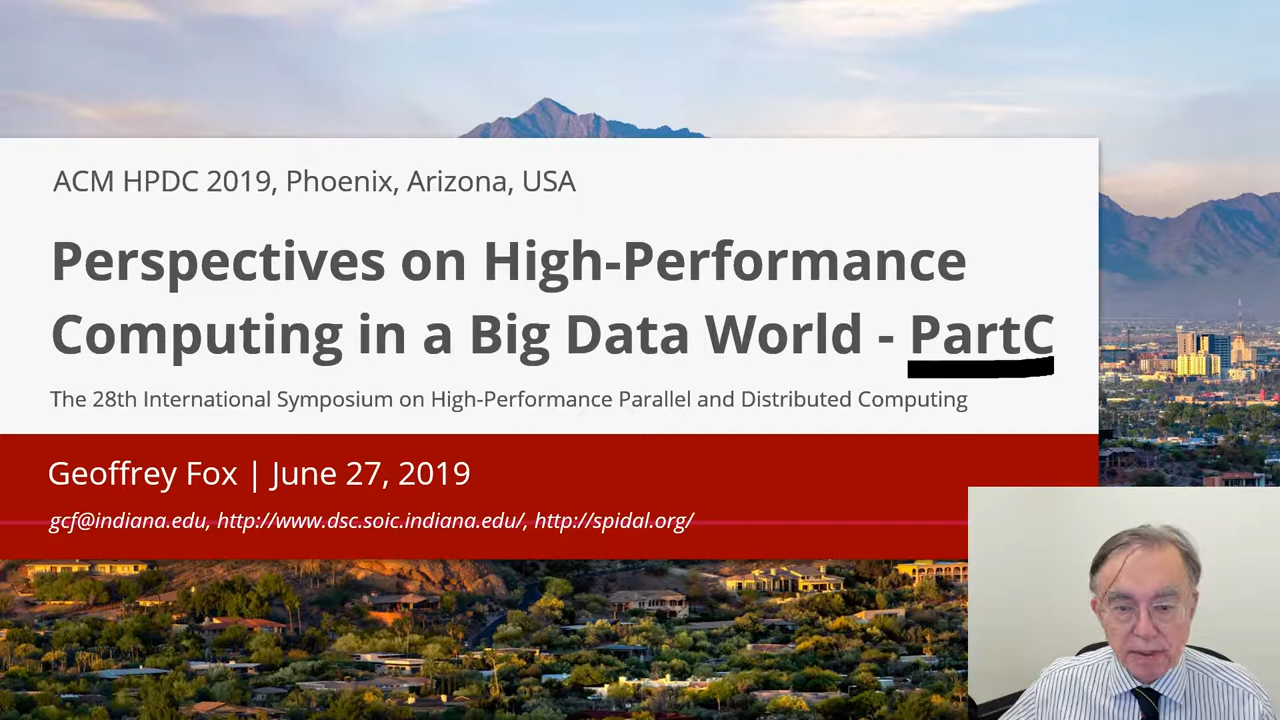 ACM HPDC 2019, Phoenix, Arizona, USA
Perspectives on High-Performance
Computing in a Big Data World - PartC
The 28th International Symposium on High-Performance Parallel and Distributed Computing
Geoffrey Fox | June 27, 2019
gcf@indiana.edu, http://www.dsc.soic.indiana.edu/, http://spidal.org/